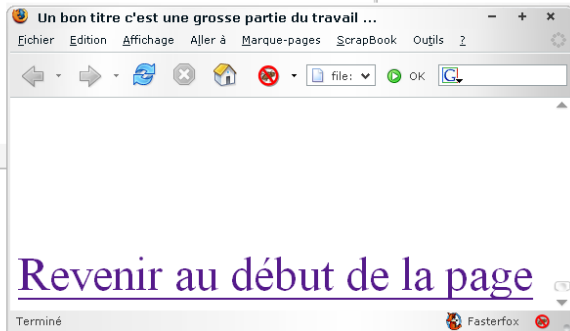 Un bon titre c'est une grosse partie du travail ...
Fichier Edition Affichage Aller à Marque-pages ScrapBook Outils ?
file: OK G
Revenir au début de la page
Terminé Fasterfox